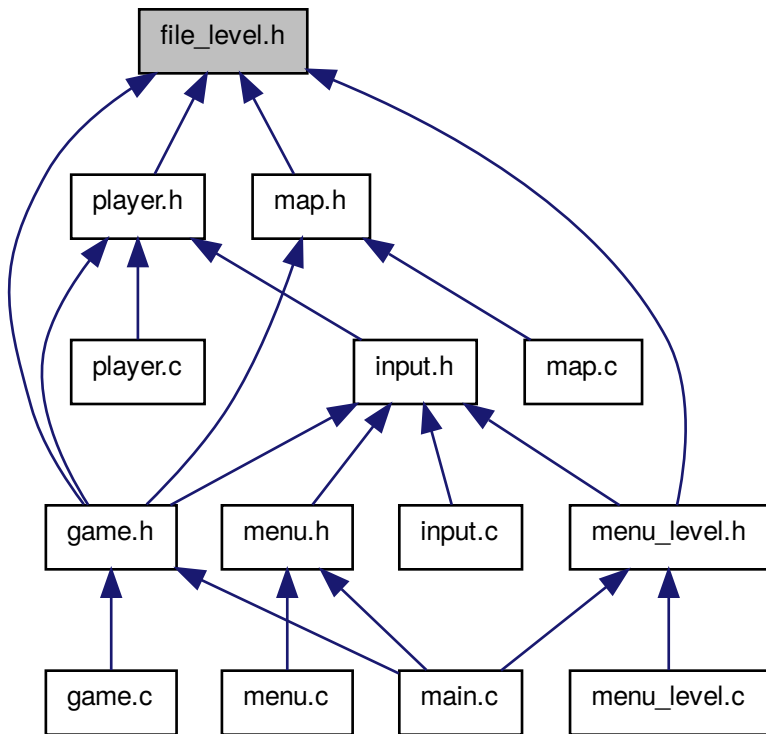 file_level.h
player.h
map.h
player.c
input.h
map.c
game.h
menu.h
input.c
menu_level.h
game.c
menu.c
main.c
menu_level.c